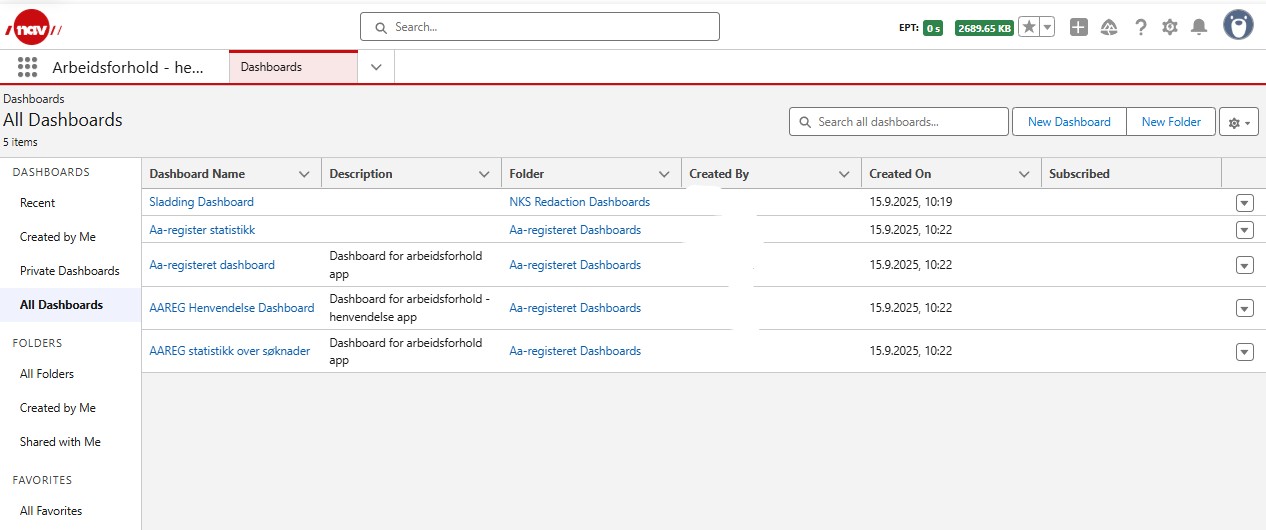 nav
Search...
EPT: 0 s 2689.65 KB
Arbeidsforhold - he...
Dashboards
Dashboards
All Dashboards
5 items
Search all dashboards...
New Dashboard
New Folder
DASHBOARDS
Recent
Created by Me
Private Dashboards
All Dashboards
FOLDERS
All Folders
Created by Me
Shared with Me
FAVORITES
All Favorites
Dashboard Name Description Folder Created By Created On Subscribed
Sladding Dashboard NKS Redaction Dashboards 15.9.2025, 10:19
Aa-register statistikk Aa-registeret Dashboards 15.9.2025, 10:22
Aa-registeret dashboard Dashboard for arbeidsforhold Aa-registeret Dashboards 15.9.2025, 10:22
app
AAREG Henvendelse Dashboard Dashboard for arbeidsforhold - Aa-registeret Dashboards 15.9.2025, 10:22
henvendelse app
AAREG statistikk over søknader Dashboard for arbeidsforhold Aa-registeret Dashboards 15.9.2025, 10:22
app